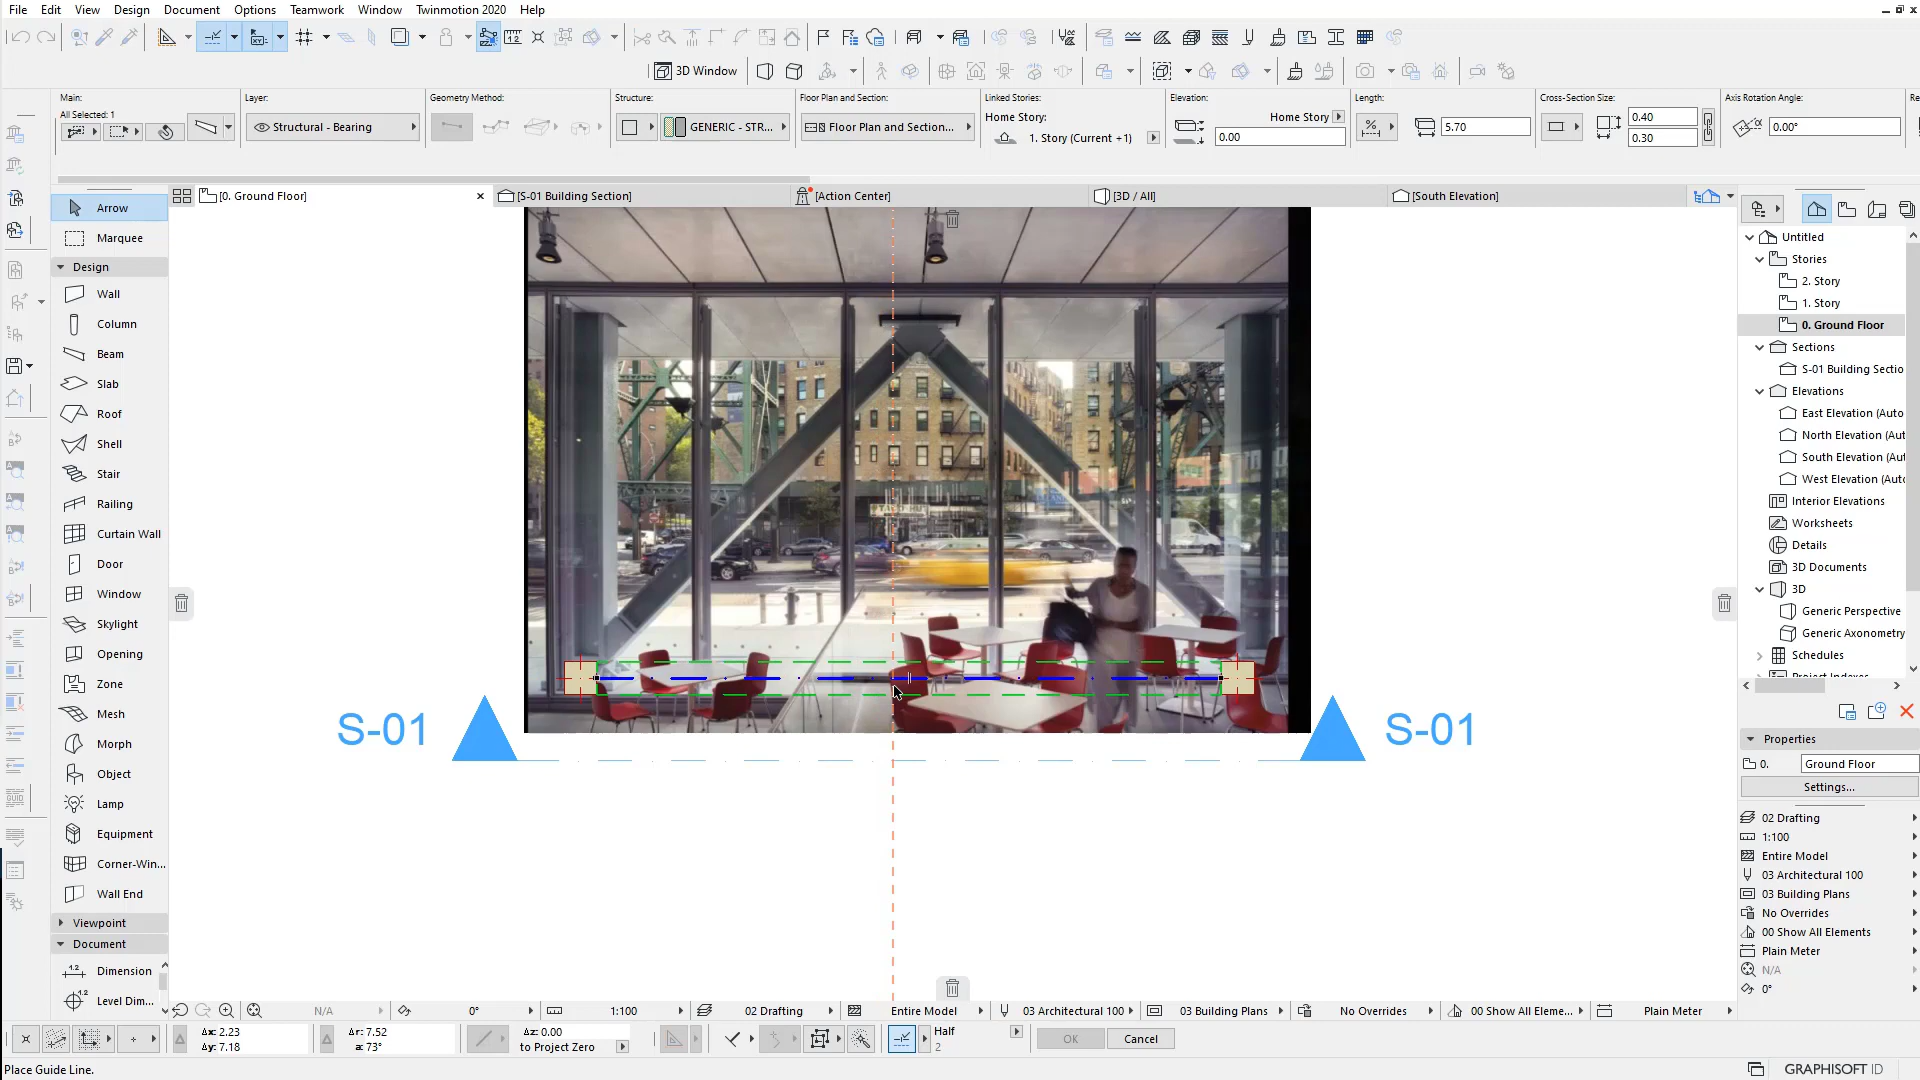 File Edit View Design Document Options Teamwork Window Twinmotion 2020 Help
3D Window
Main:
All Selected: 1
Layer:
Structural - Bearing
Geometry Method:
Structure:
GENERIC - STR...
Floor Plan and Section:
Floor Plan and Section...
Linked Stories:
Home Story:
1. Story (Current +1)
Elevation:
Home Story
0.00
Length:
5.70
Cross-Section Size:
0.40
0.30
Axis Rotation Angle:
0.00°
Re
[0. Ground Floor]
[S-01 Building Section]
[Action Center]
[3D / All]
[South Elevation]
Arrow
Marquee
Design
Wall
Column
Beam
Slab
Roof
Shell
Stair
Railing
Curtain Wall
Door
Window
Skylight
Opening
Zone
Mesh
Morph
Object
Lamp
Equipment
Corner-Win...
Wall End
Viewpoint
Document
1.2 Dimension
1.2 Level Dim...
S-01
S-01
Untitled
Stories
2. Story
1. Story
0. Ground Floor
Sections
S-01 Building Sectio
Elevations
East Elevation (Auto
North Elevation (Aut
South Elevation (Aut
West Elevation (Auto
Interior Elevations
Worksheets
Details
3D Documents
3D
Generic Perspective
Generic Axonometry
Schedules
Project Indexes
Properties
0. Ground Floor
Settings...
02 Drafting
1:100
Entire Model
03 Architectural 100
03 Building Plans
No Overrides
00 Show All Elements
Plain Meter
N/A
0°
N/A 0° 1:100 02 Drafting Entire Model 03 Architectural 100 03 Building Plans No Overrides 00 Show All Eleme... Plain Meter
Δx: 2.23
Δy: 7.18
Δr: 7.52
a: 73°
Δz: 0.00
to Project Zero
Half
2
OK
Cancel
Place Guide Line.
GRAPHISOFT ID